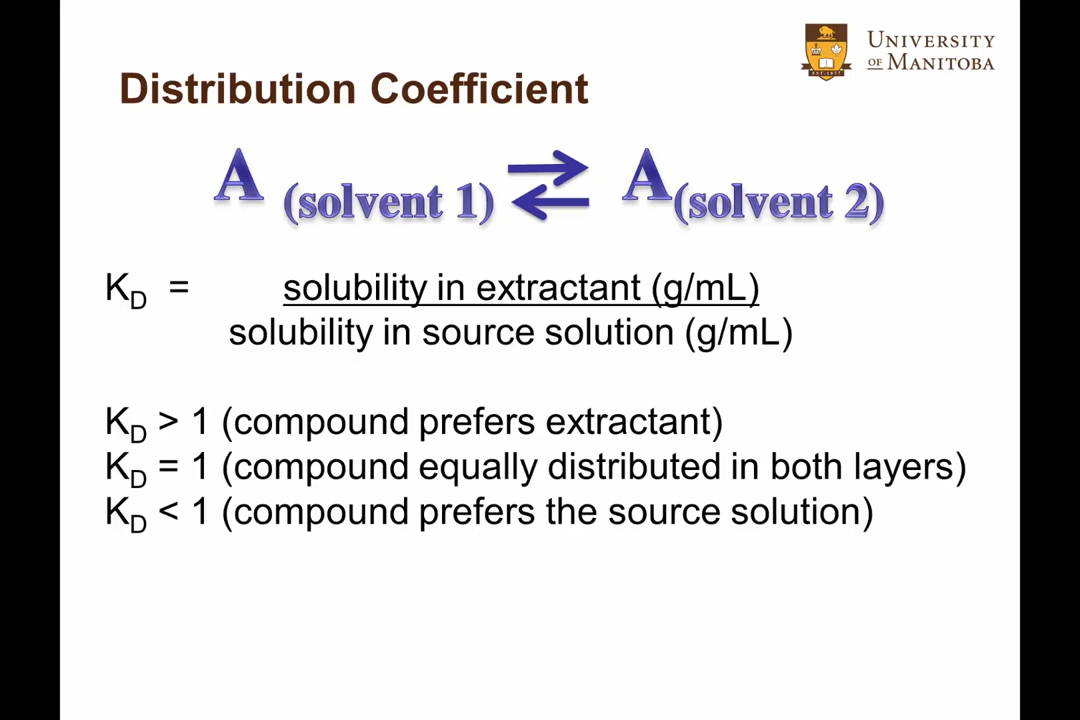 UNIVERSITY
OF MANITOBA
Distribution Coefficient
A (solvent 1) ⇄ A(solvent 2)
KD = solubility in extractant (g/mL)
solubility in source solution (g/mL)
KD > 1 (compound prefers extractant)
KD = 1 (compound equally distributed in both layers)
KD < 1 (compound prefers the source solution)